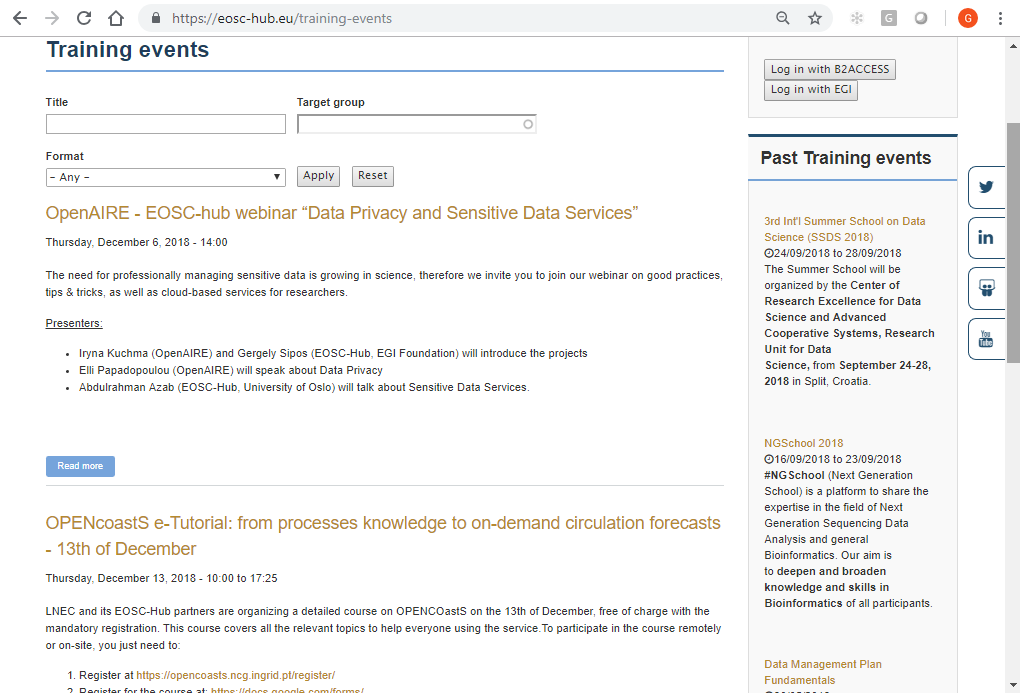 https://eosc-hub.eu/training-events
G
G
Training events
Title
Target group
Format
- Any -
Apply
Reset
OpenAIRE - EOSC-hub webinar “Data Privacy and Sensitive Data Services”
Thursday, December 6, 2018 - 14:00
The need for professionally managing sensitive data is growing in science, therefore we invite you to join our webinar on good practices,
tips & tricks, as well as cloud-based services for researchers.
Presenters:
• Iryna Kuchma (OpenAIRE) and Gergely Sipos (EOSC-Hub, EGI Foundation) will introduce the projects
• Elli Papadopoulou (OpenAIRE) will speak about Data Privacy
• Abdulrahman Azab (EOSC-Hub, University of Oslo) will talk about Sensitive Data Services.
Read more
OPENcoastS e-Tutorial: from processes knowledge to on-demand circulation forecasts
- 13th of December
Thursday, December 13, 2018 - 10:00 to 17:25
LNEC and its EOSC-Hub partners are organizing a detailed course on OPENCOastS on the 13th of December, free of charge with the
mandatory registration. This course covers all the relevant topics to help everyone using the service.To participate in the course remotely
or on-site, you just need to:
1. Register at https://opencoasts.ncg.ingrid.pt/register/
2. Register for the course at: https://docs.google.com/forms/
Log in with B2ACCESS
Log in with EGI
Past Training events
3rd Int'l Summer School on Data
Science (SSDS 2018)
24/09/2018 to 28/09/2018
The Summer School will be
organized by the Center of
Research Excellence for Data
Science and Advanced
Cooperative Systems, Research
Unit for Data
Science, from September 24-28,
2018 in Split, Croatia.
NGSchool 2018
16/09/2018 to 23/09/2018
#NGSchool (Next Generation
School) is a platform to share the
expertise in the field of Next
Generation Sequencing Data
Analysis and general
Bioinformatics. Our aim is
to deepen and broaden
knowledge and skills in
Bioinformatics of all participants.
Data Management Plan
Fundamentals
in
You
Tube